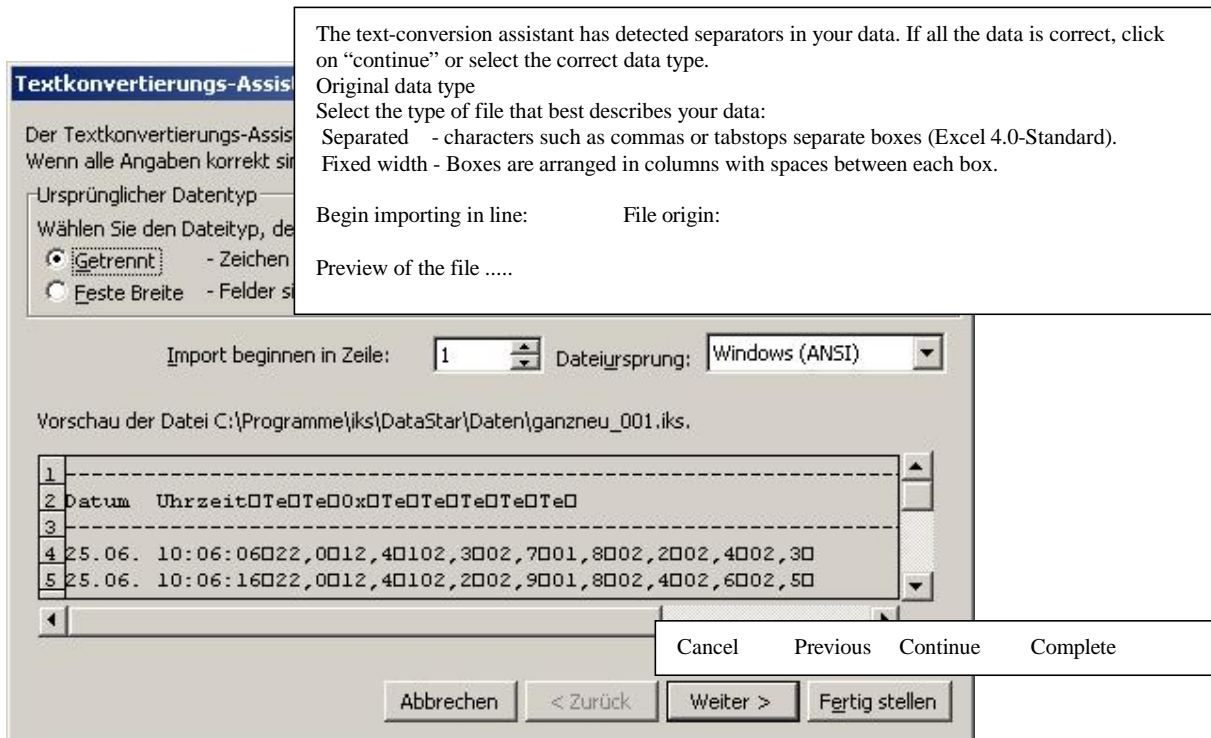 The text-conversion assistant has detected separators in your data. If all the data is correct, click
on “continue” or select the correct data type.
Original data type
Select the type of file that best describes your data:
Separated - characters such as commas or tabstops separate boxes (Excel 4.0-Standard).
Fixed width - Boxes are arranged in columns with spaces between each box.
Begin importing in line: File origin:
Preview of the file .....
Textkonvertierungs-Assis
Der Textkonvertierungs-Assis
Wenn alle Angaben korrekt sin
Ursprünglicher Datentyp
Wählen Sie den Dateityp, de
Getrennt - Zeichen
Feste Breite - Felder si
Import beginnen in Zeile: 1 Dateiursprung: Windows (ANSI)
Vorschau der Datei C:\Programme\iks\DataStar\Daten\ganzneu_001.iks.
1 --------------------------------------------------------------------
2 Datum Uhrzeit□Te□Te□Ox□Te□Te□Te□Te□Te□
3 --------------------------------------------------------------------
4 25.06. 10:06:06□22,0□12,4□102,3□02,7□01,8□02,2□02,4□02,3□
5 25.06. 10:06:16□22,0□12,4□102,2□02,9□01,8□02,4□02,6□02,5□
Cancel Previous Continue Complete
Abbrechen < Zurück Weiter > Fertig stellen